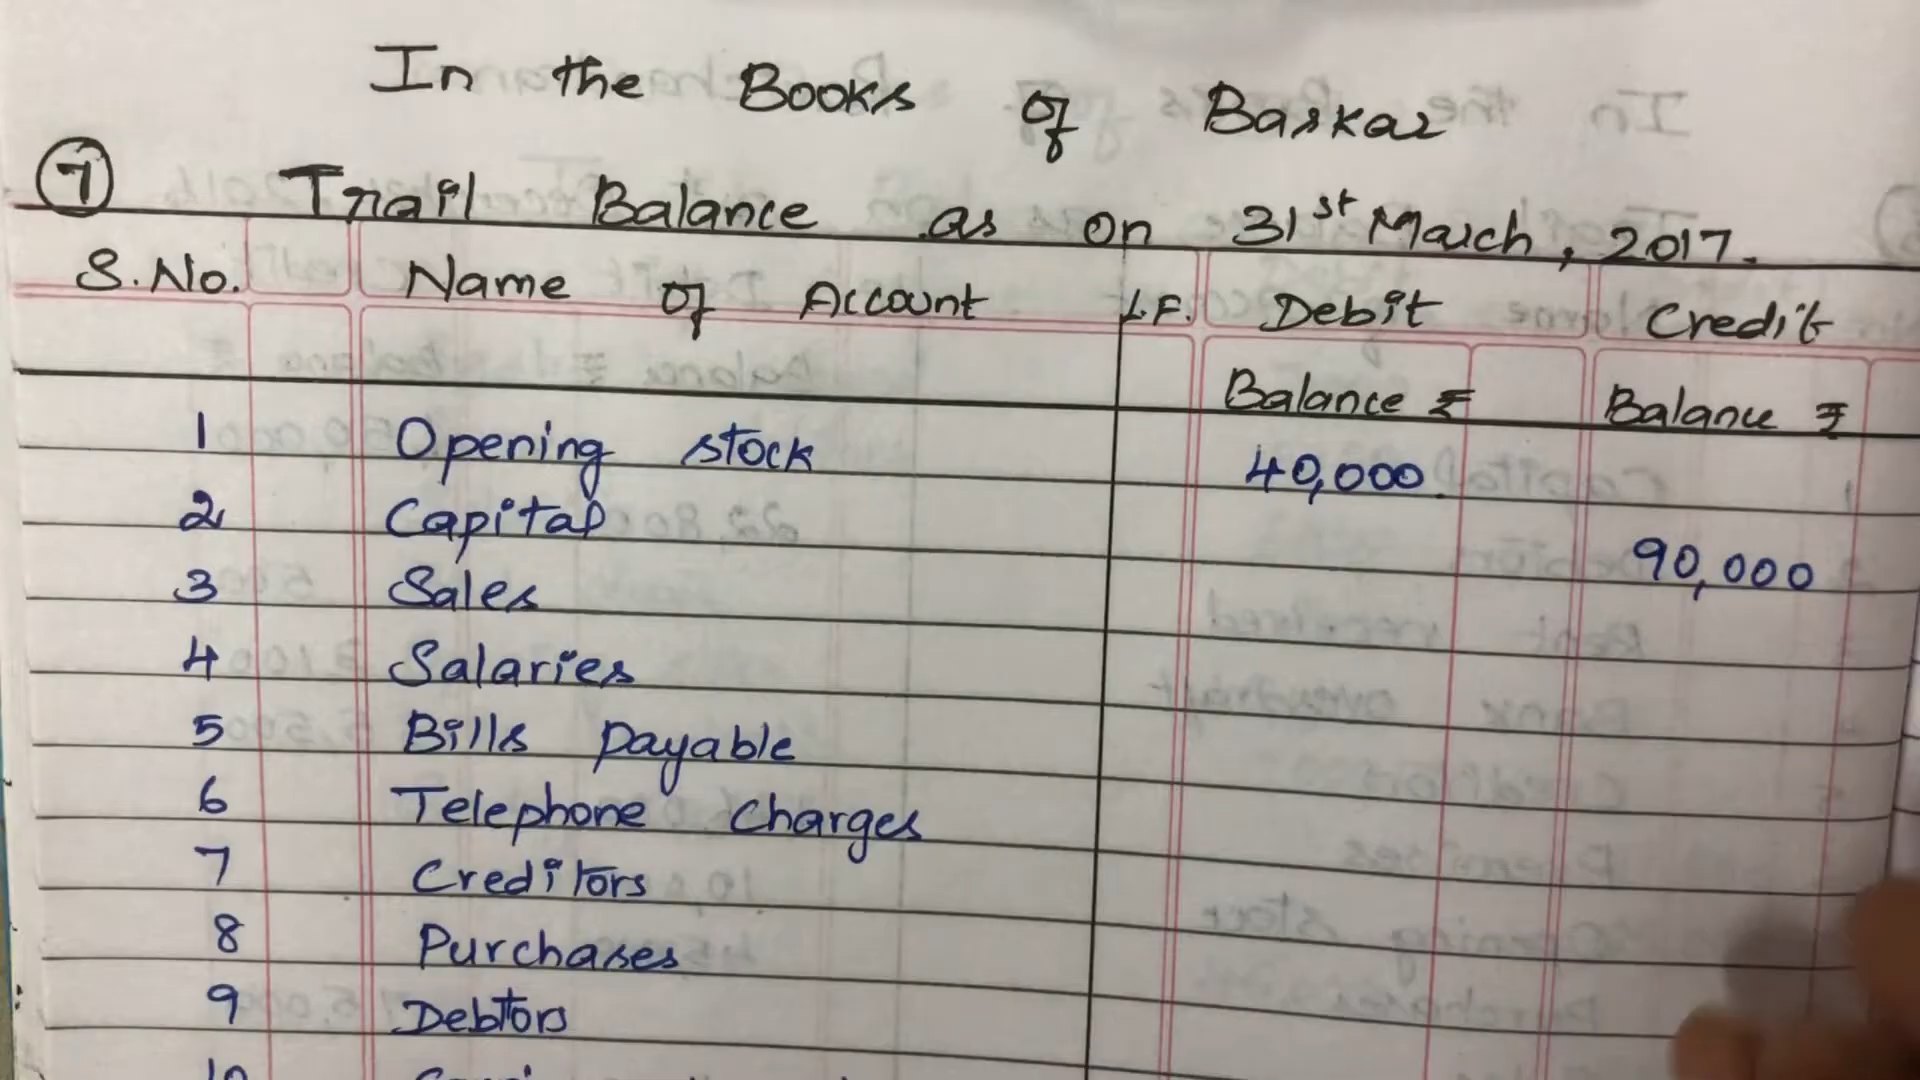 In the Books of Baskar
7 Trail Balance as on 31st March, 2017.
S.No. Name of Account L.F. Debit Credit
Balance ₹ Balance ₹
1 Opening stock 40,000
2 Capital 90,000
3 Sales
4 Salaries
5 Bills payable
6 Telephone charges
7 Creditors
8 Purchases
9 Debtors
10